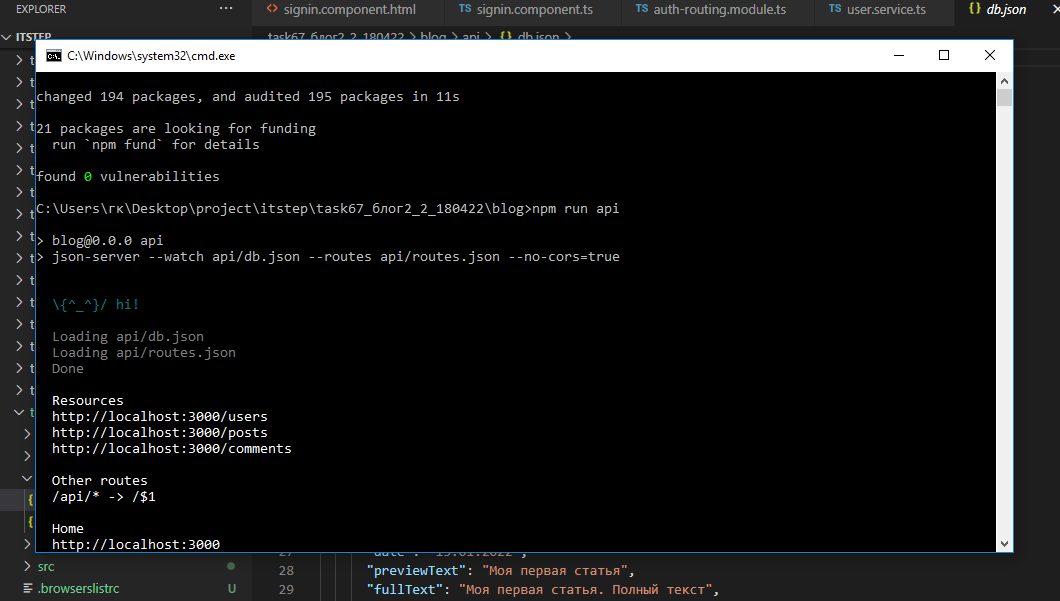 EXPLORER
···
signin.component.html
TS signin.component.ts
TS auth-routing.module.ts
TS user.service.ts
{} db.json
ITSTEP
task67_блог2_2_180422 > blog > api > {} db.json >
C:\Windows\system32\cmd.exe
changed 194 packages, and audited 195 packages in 11s
21 packages are looking for funding
run `npm fund` for details
found 0 vulnerabilities
C:\Users\гк\Desktop\project\itstep\task67_блог2_2_180422\blog>npm run api
> blog@0.0.0 api
> json-server --watch api/db.json --routes api/routes.json --no-cors=true
\{^_^}/ hi!
Loading api/db.json
Loading api/routes.json
Done
Resources
http://localhost:3000/users
http://localhost:3000/posts
http://localhost:3000/comments
Other routes
/api/* -> /$1
Home
http://localhost:3000
27 "date": "15.01.2022",
src
28 "previewText": "Моя первая статья",
.browserslistrc U
29 "fullText": "Моя первая статья. Полный текст",